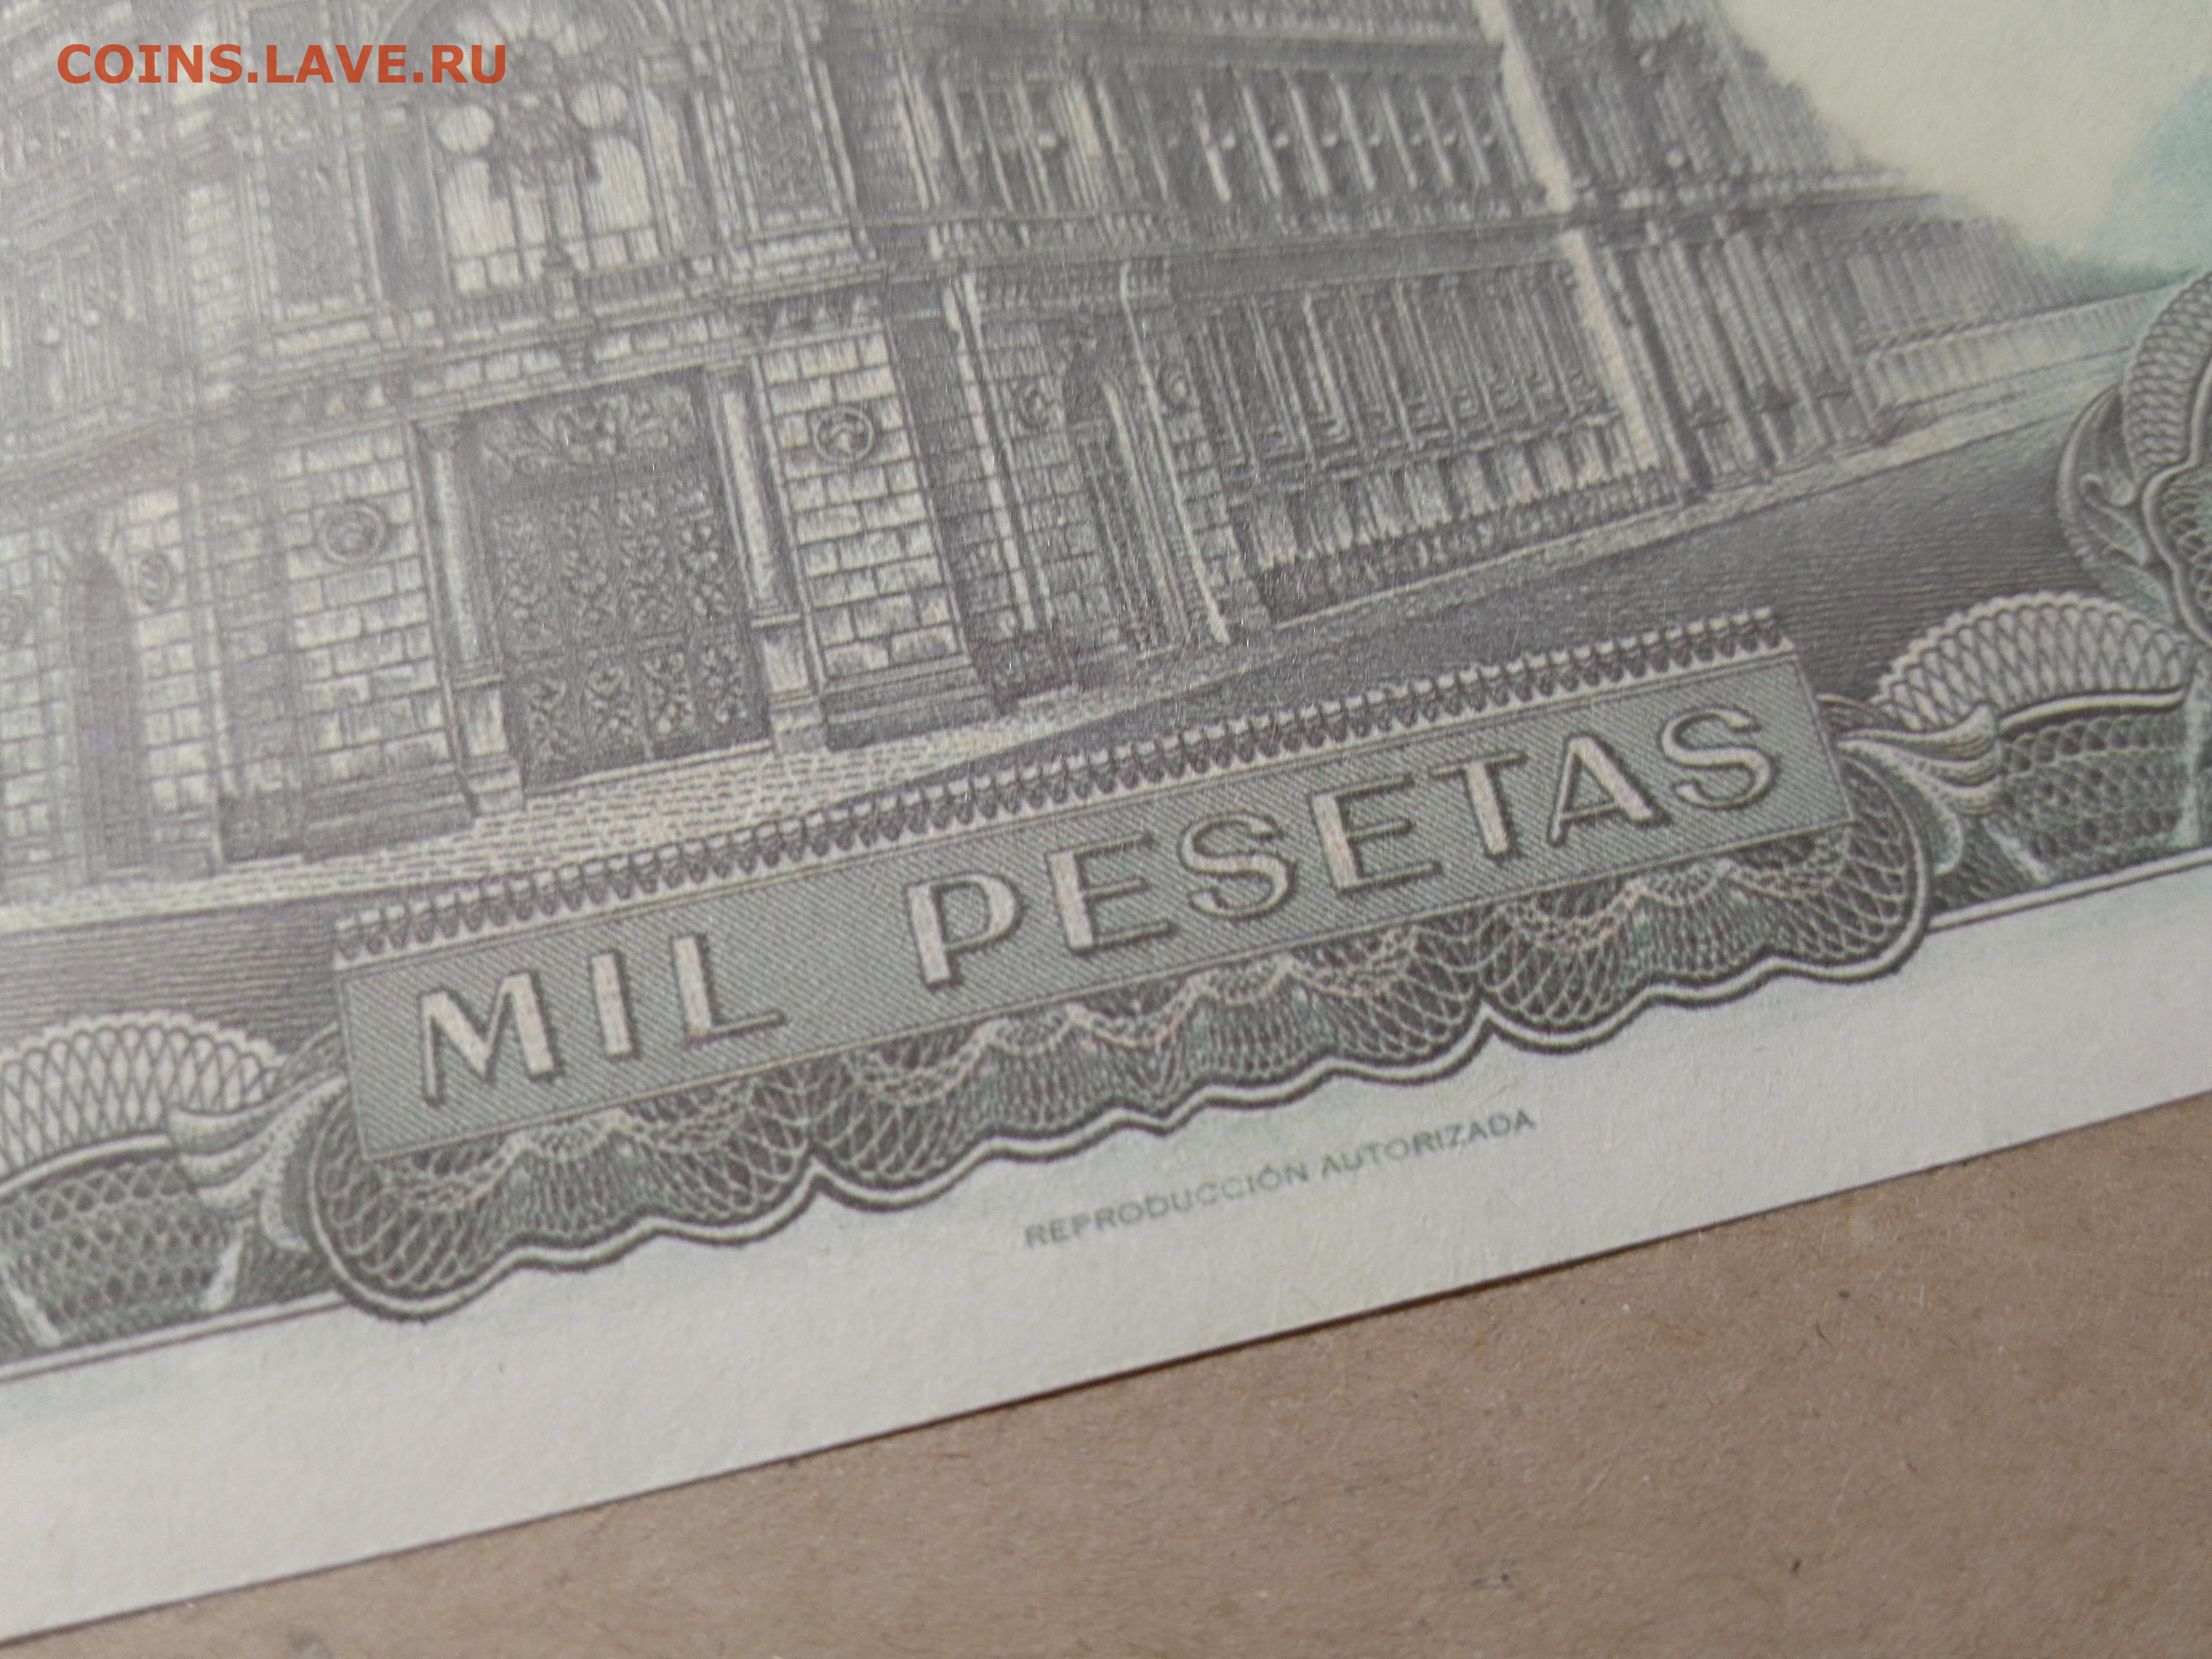 COINS.LAVE.RU
MIL PESETAS
REPRODUCCIÓN AUTORIZADA